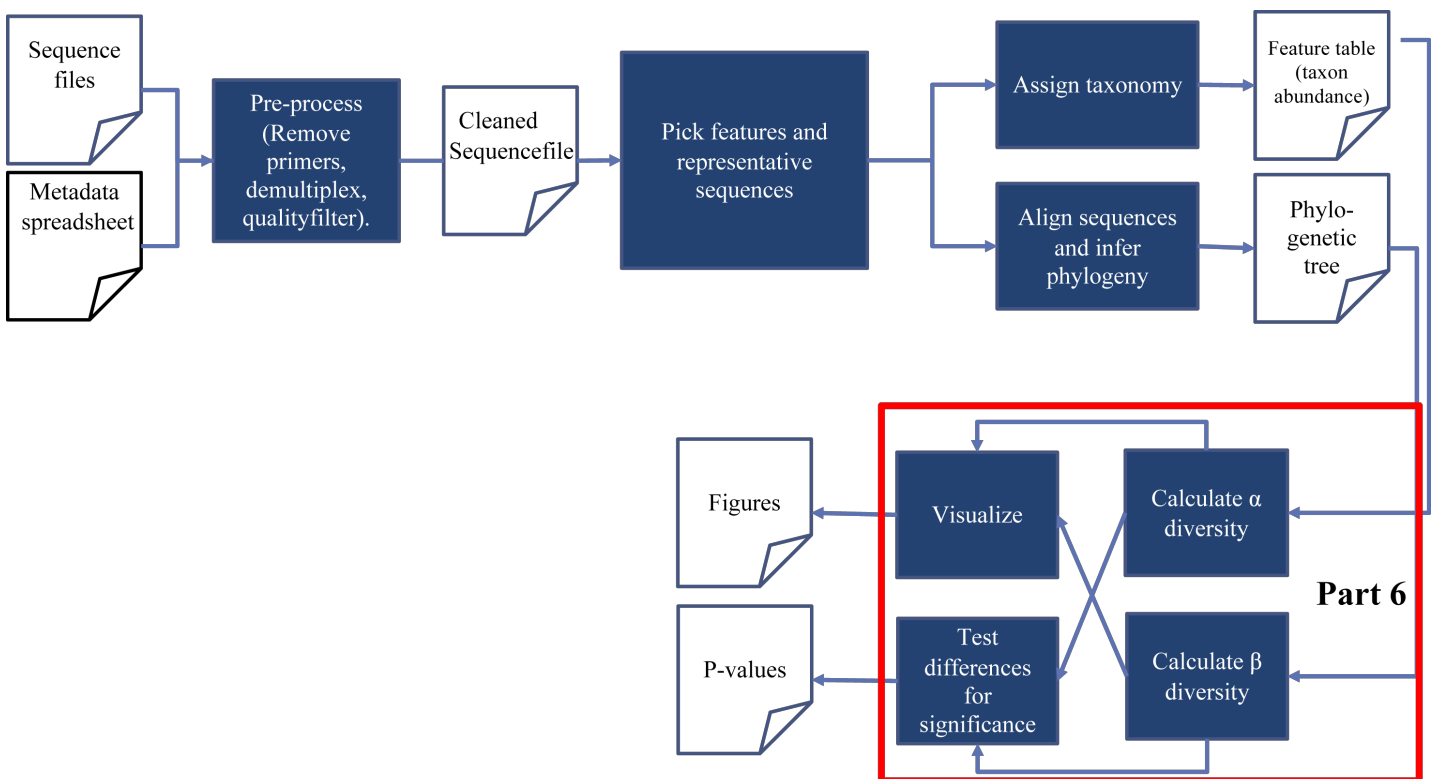 Sequence
files
Metadata
spreadsheet
Pre-process
(Remove
primers,
demultiplex,
qualityfilter).
Cleaned
Sequencefile
Pick features and
representative
sequences
Assign taxonomy
Feature table
(taxon
abundance)
Align sequences
and infer
phylogeny
Phylo-
genetic
tree
Figures
Visualize
Calculate α
diversity
Part 6
P-values
Test
differences
for
significance
Calculate β
diversity